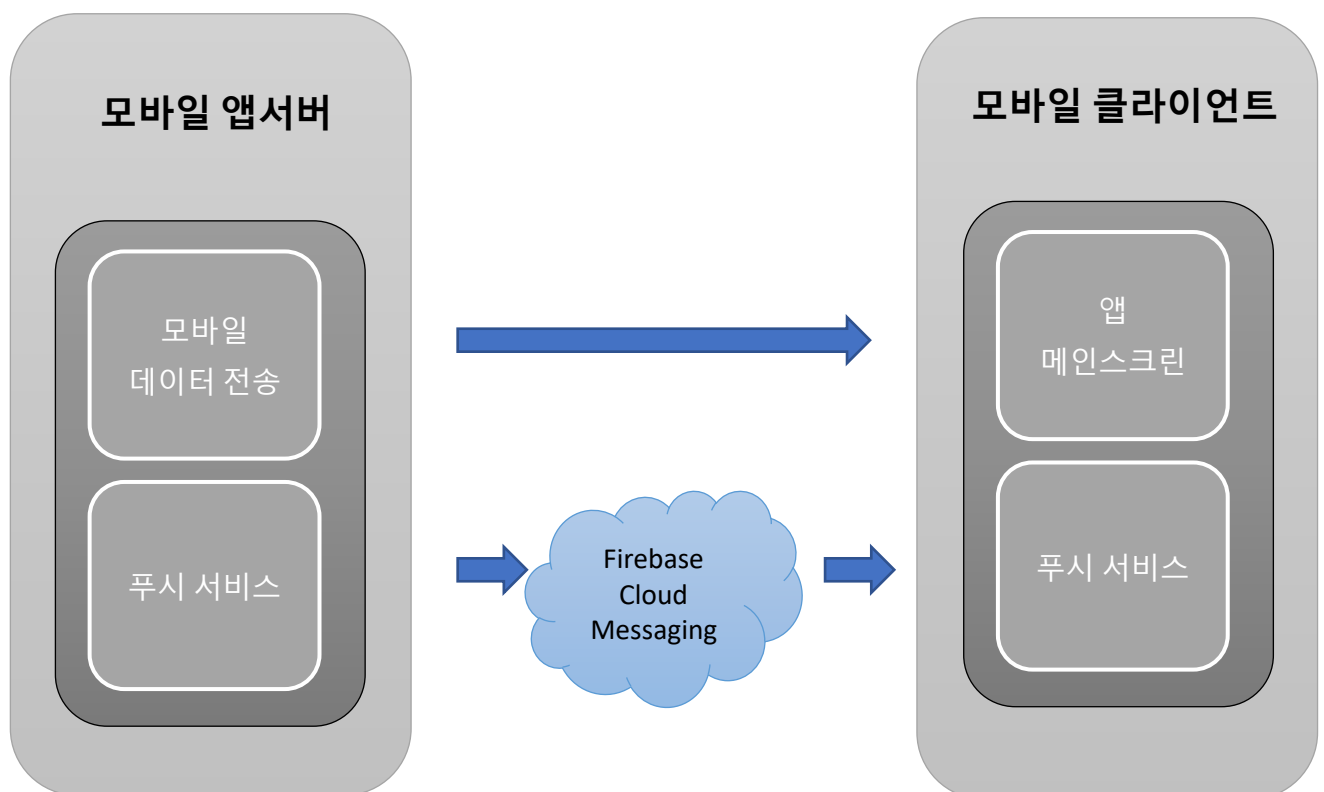 모바일 앱서버
모바일
데이터 전송
푸시 서비스
Firebase
Cloud
Messaging
모바일 클라이언트
앱
메인스크린
푸시 서비스